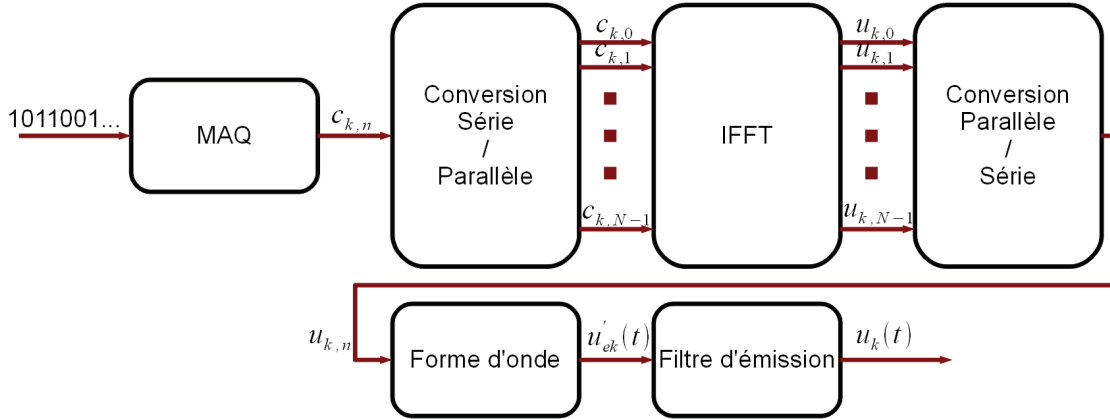 1011001...
MAQ
c_{k,n}
Conversion
Série
/
Parallèle
c_{k,0}
c_{k,1}
c_{k,N-1}
IFFT
u_{k,0}
u_{k,1}
u_{k,N-1}
Conversion
Parallèle
/
Série
u_{k,n}
Forme d'onde
u'_{ek}(t)
Filtre d'émission
u_k(t)